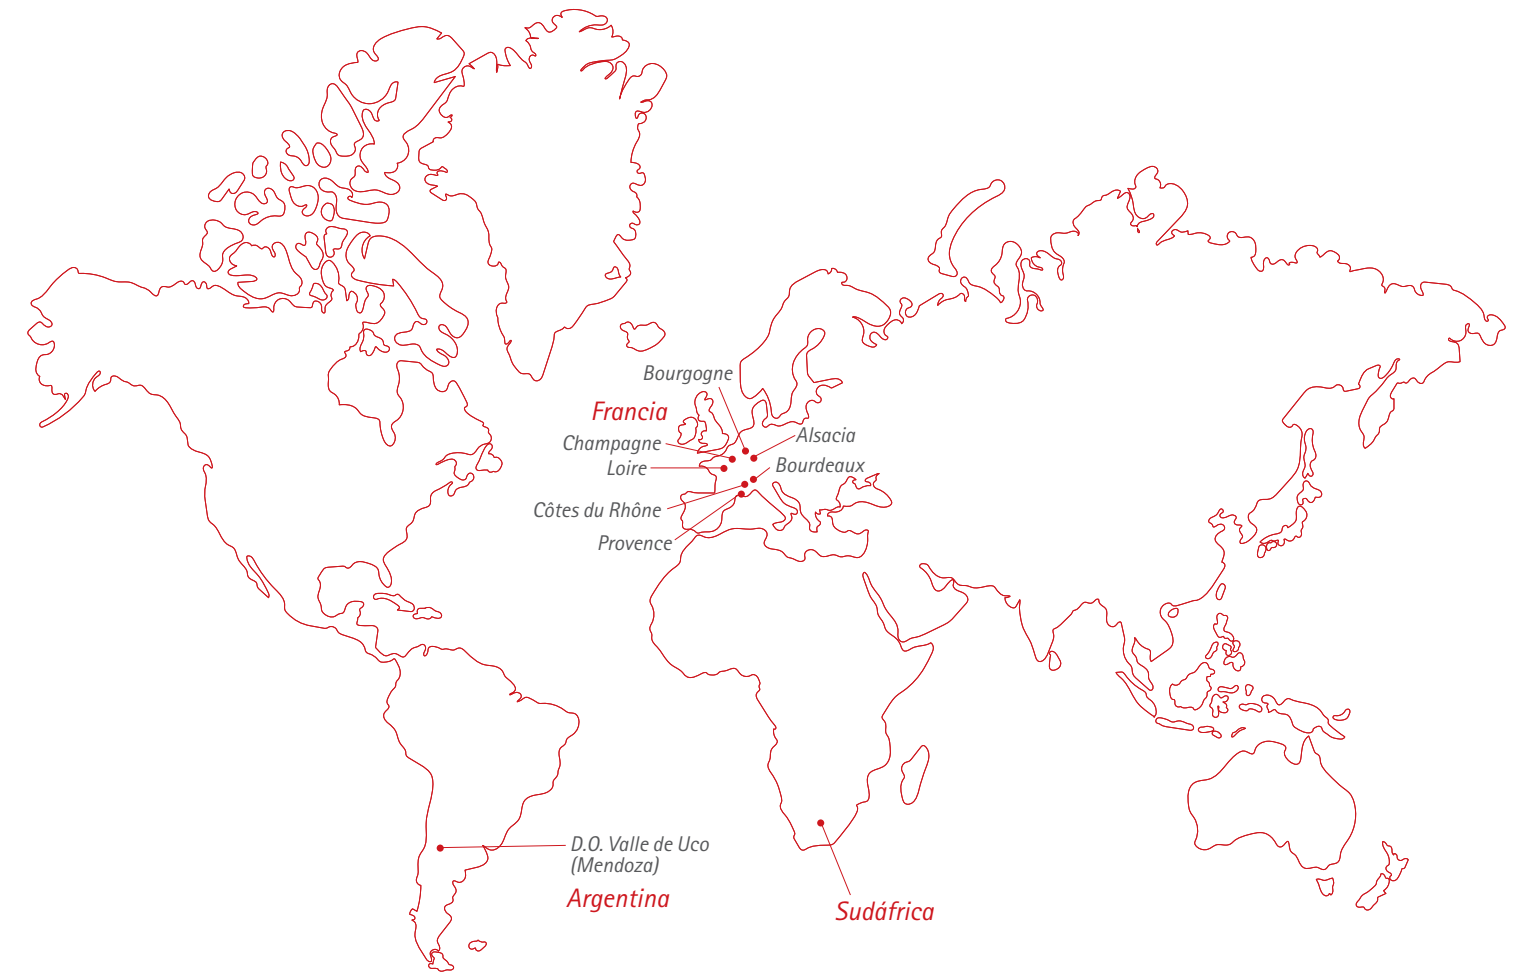 Bourgogne
Francia
Champagne
Alsacia
Loire
Bourdeaux
Côtes du Rhône
Provence
D.O. Valle de Uco
(Mendoza)
Argentina
Sudáfrica